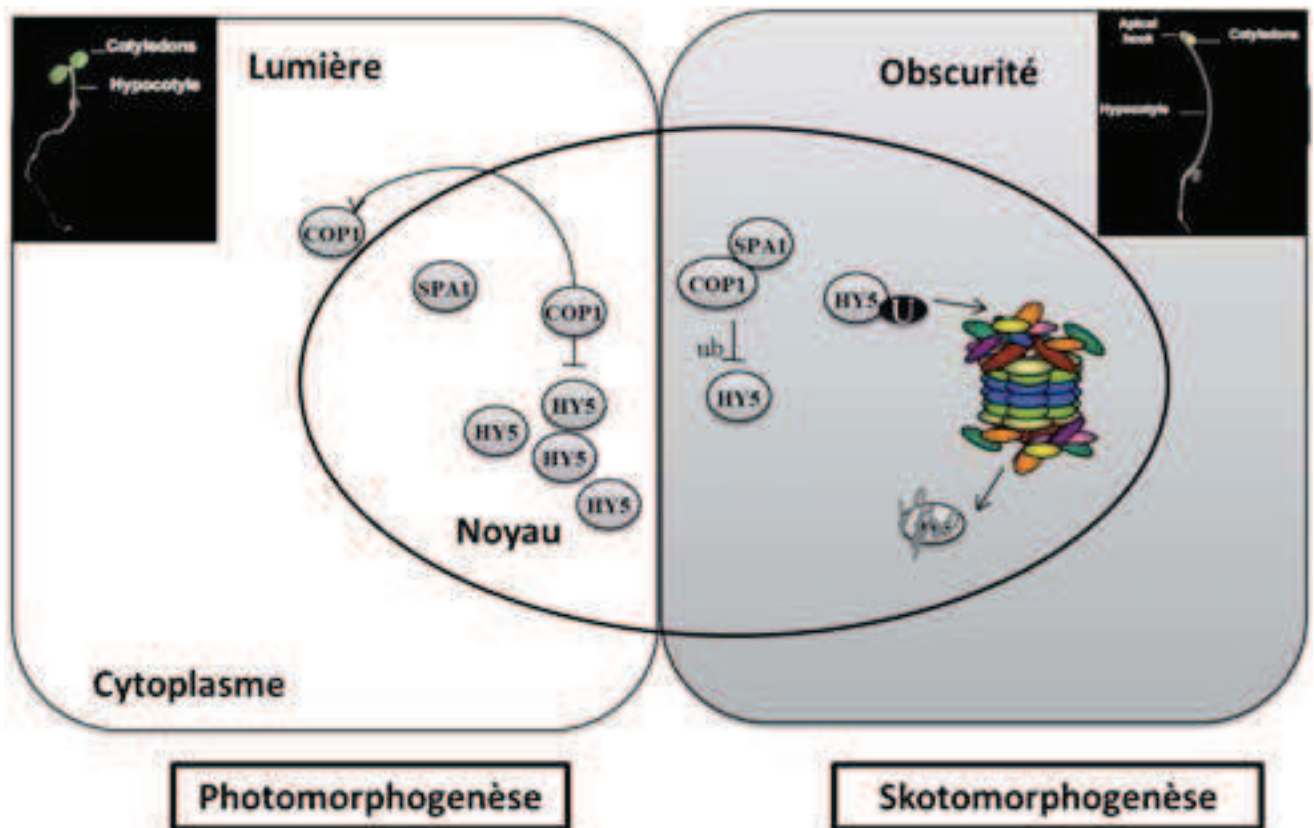 Cotyledons
Hypocotyle
Lumière
Obscurité
Apical
hook
Cotyledons
Hypocotyle
COP1
SPA1
COP1
HY5
HY5
HY5
HY5
Noyau
Cytoplasme
SPA1
COP1
ub
HY5
HY5
U
Photomorphogenèse
Skotomorphogenèse